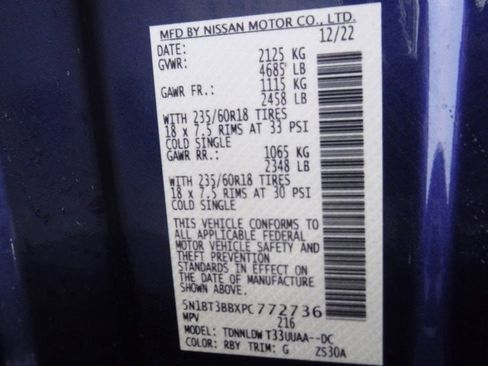 MFD BY NISSAN MOTOR CO., LTD.
DATE: 12/22
GVWR: 2125 KG
4685 LB
GAWR FR.: 1115 KG
2458 LB
WITH 235/60R18 TIRES
18 x 7.5 RIMS AT 33 PSI
COLD SINGLE
GAWR RR.: 1065 KG
2348 LB
WITH 235/60R18 TIRES
18 x 7.5 RIMS AT 30 PSI
COLD SINGLE
THIS VEHICLE CONFORMS TO
ALL APPLICABLE FEDERAL
MOTOR VEHICLE SAFETY AND
THEFT PREVENTION
STANDARDS IN EFFECT ON
THE DATE OF MANUFACTURE
SHOWN ABOVE.
5N1BT3BBXPC772736
MPV 216
MODEL: TDNNLDW T33UUAA--DC
COLOR: RBY TRIM: G ZS30A